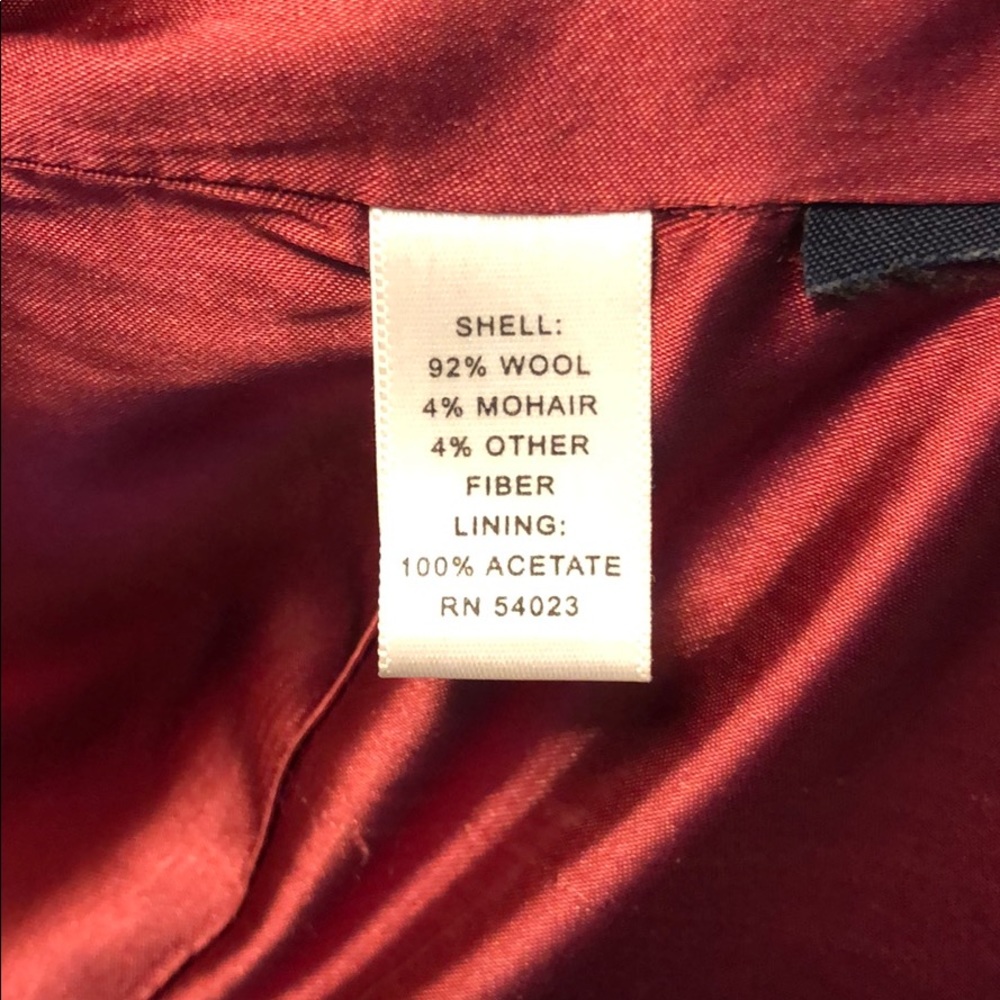 SHELL:
92% WOOL
4% MOHAIR
4% OTHER
FIBER
LINING:
100% ACETATE
RN 54023